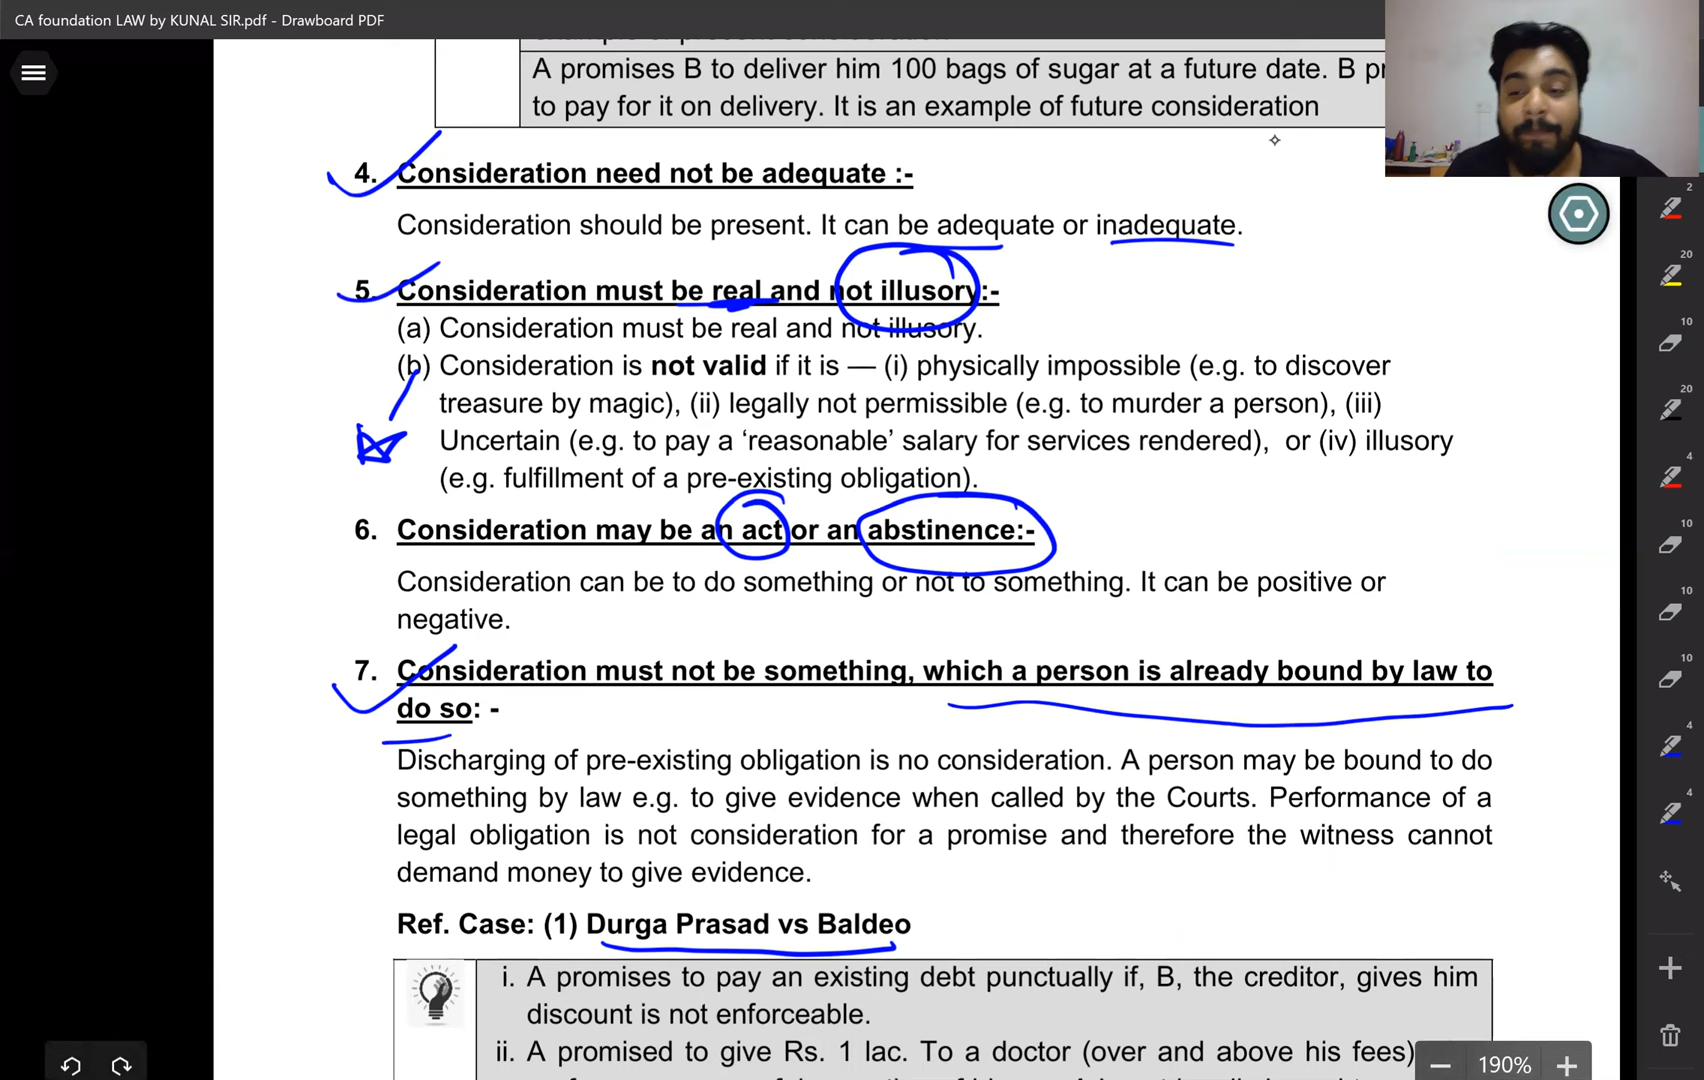 CA foundation LAW by KUNAL SIR.pdf - Drawboard PDF
A promises B to deliver him 100 bags of sugar at a future date. B
to pay for it on delivery. It is an example of future consideration
4. Consideration need not be adequate :-
Consideration should be present. It can be adequate or inadequate.
5. Consideration must be real and not illusory:-
(a) Consideration must be real and not illusory.
(b) Consideration is not valid if it is — (i) physically impossible (e.g. to discover
treasure by magic), (ii) legally not permissible (e.g. to murder a person), (iii)
Uncertain (e.g. to pay a ‘reasonable’ salary for services rendered), or (iv) illusory
(e.g. fulfillment of a pre-existing obligation).
6. Consideration may be an act or an abstinence:-
Consideration can be to do something or not to something. It can be positive or
negative.
7. Consideration must not be something, which a person is already bound by law to
do so: -
Discharging of pre-existing obligation is no consideration. A person may be bound to do
something by law e.g. to give evidence when called by the Courts. Performance of a
legal obligation is not consideration for a promise and therefore the witness cannot
demand money to give evidence.
Ref. Case: (1) Durga Prasad vs Baldeo
i. A promises to pay an existing debt punctually if, B, the creditor, gives him
discount is not enforceable.
ii. A promised to give Rs. 1 lac. To a doctor (over and above his fees)
190%
2
20
10
20
4
10
10
10
4
4